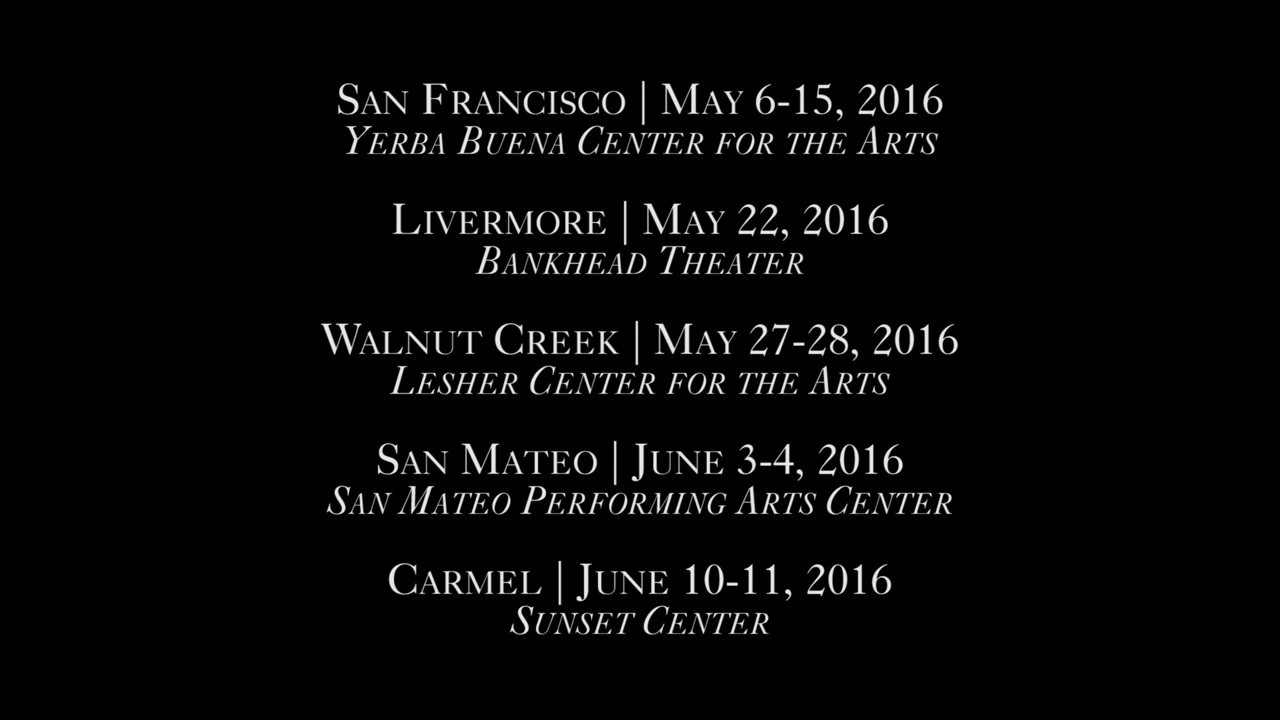 San Francisco | May 6-15, 2016
Yerba Buena Center for the Arts
Livermore | May 22, 2016
Bankhead Theater
Walnut Creek | May 27-28, 2016
Lesher Center for the Arts
San Mateo | June 3-4, 2016
San Mateo Performing Arts Center
Carmel | June 10-11, 2016
Sunset Center